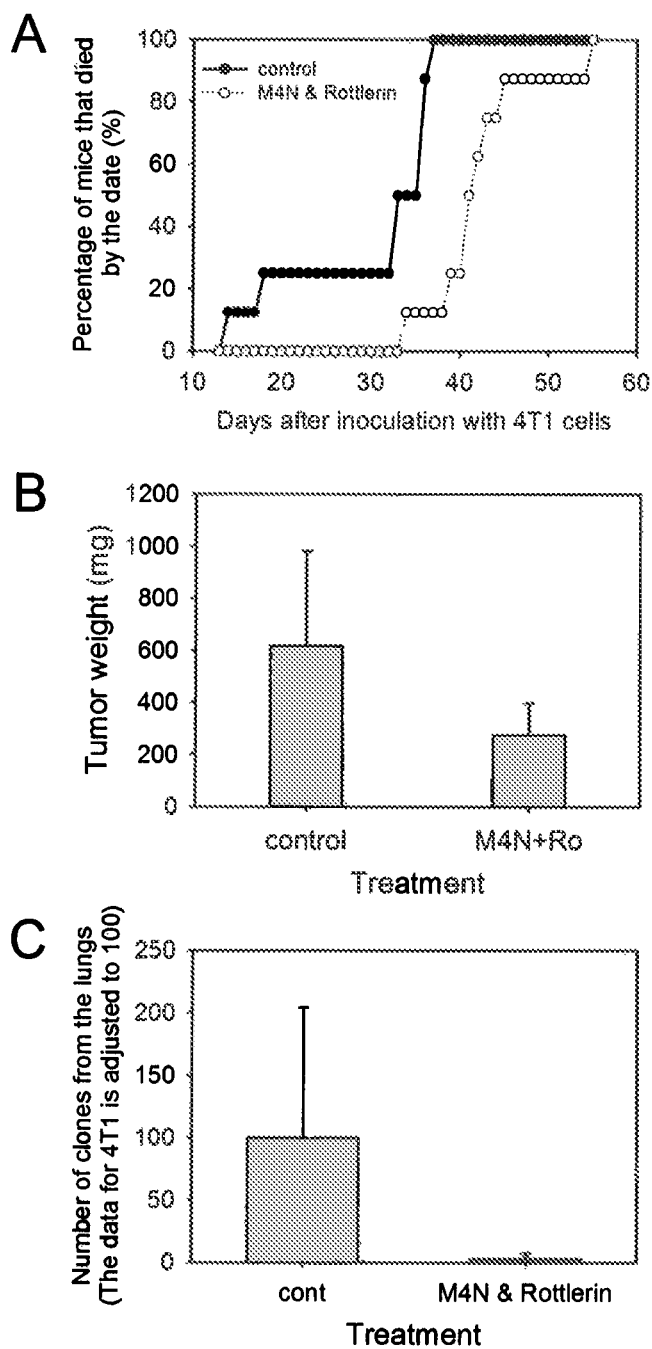 A
Percentage of mice that died
by the date (%)
100
80
60
40
20
0
control
M4N & Rottlerin
10 20 30 40 50 60
Days after inoculation with 4T1 cells
B
Tumor weight (mg)
1200
1000
800
600
400
200
0
control M4N+Ro
Treatment
C
Number of clones from the lungs
(The data for 4T1 is adjusted to 100)
250
200
150
100
50
0
cont M4N & Rottlerin
Treatment